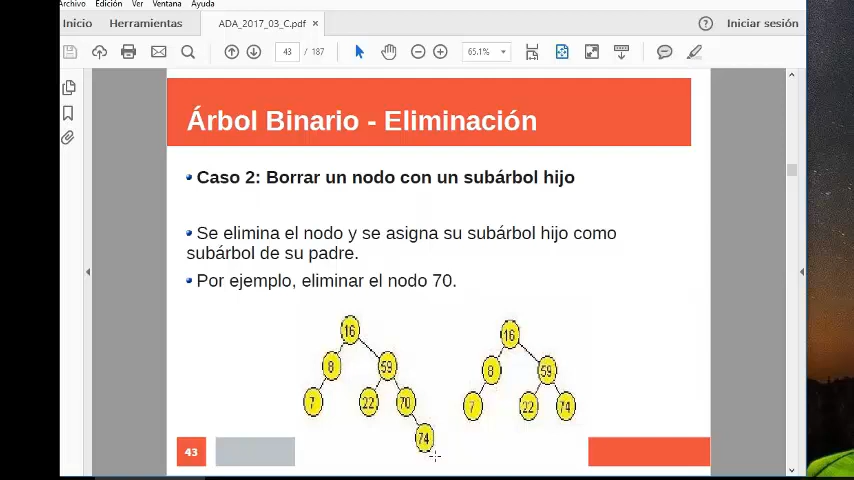 Archivo Edición Ver Ventana Ayuda
Inicio Herramientas ADA_2017_03_C.pdf × ? Iniciar sesión
43 / 187 65.1%
Árbol Binario - Eliminación
Caso 2: Borrar un nodo con un subárbol hijo
Se elimina el nodo y se asigna su subárbol hijo como
subárbol de su padre.
Por ejemplo, eliminar el nodo 70.
16 16
8 59 8 59
7 22 70 7 22 74
74
43